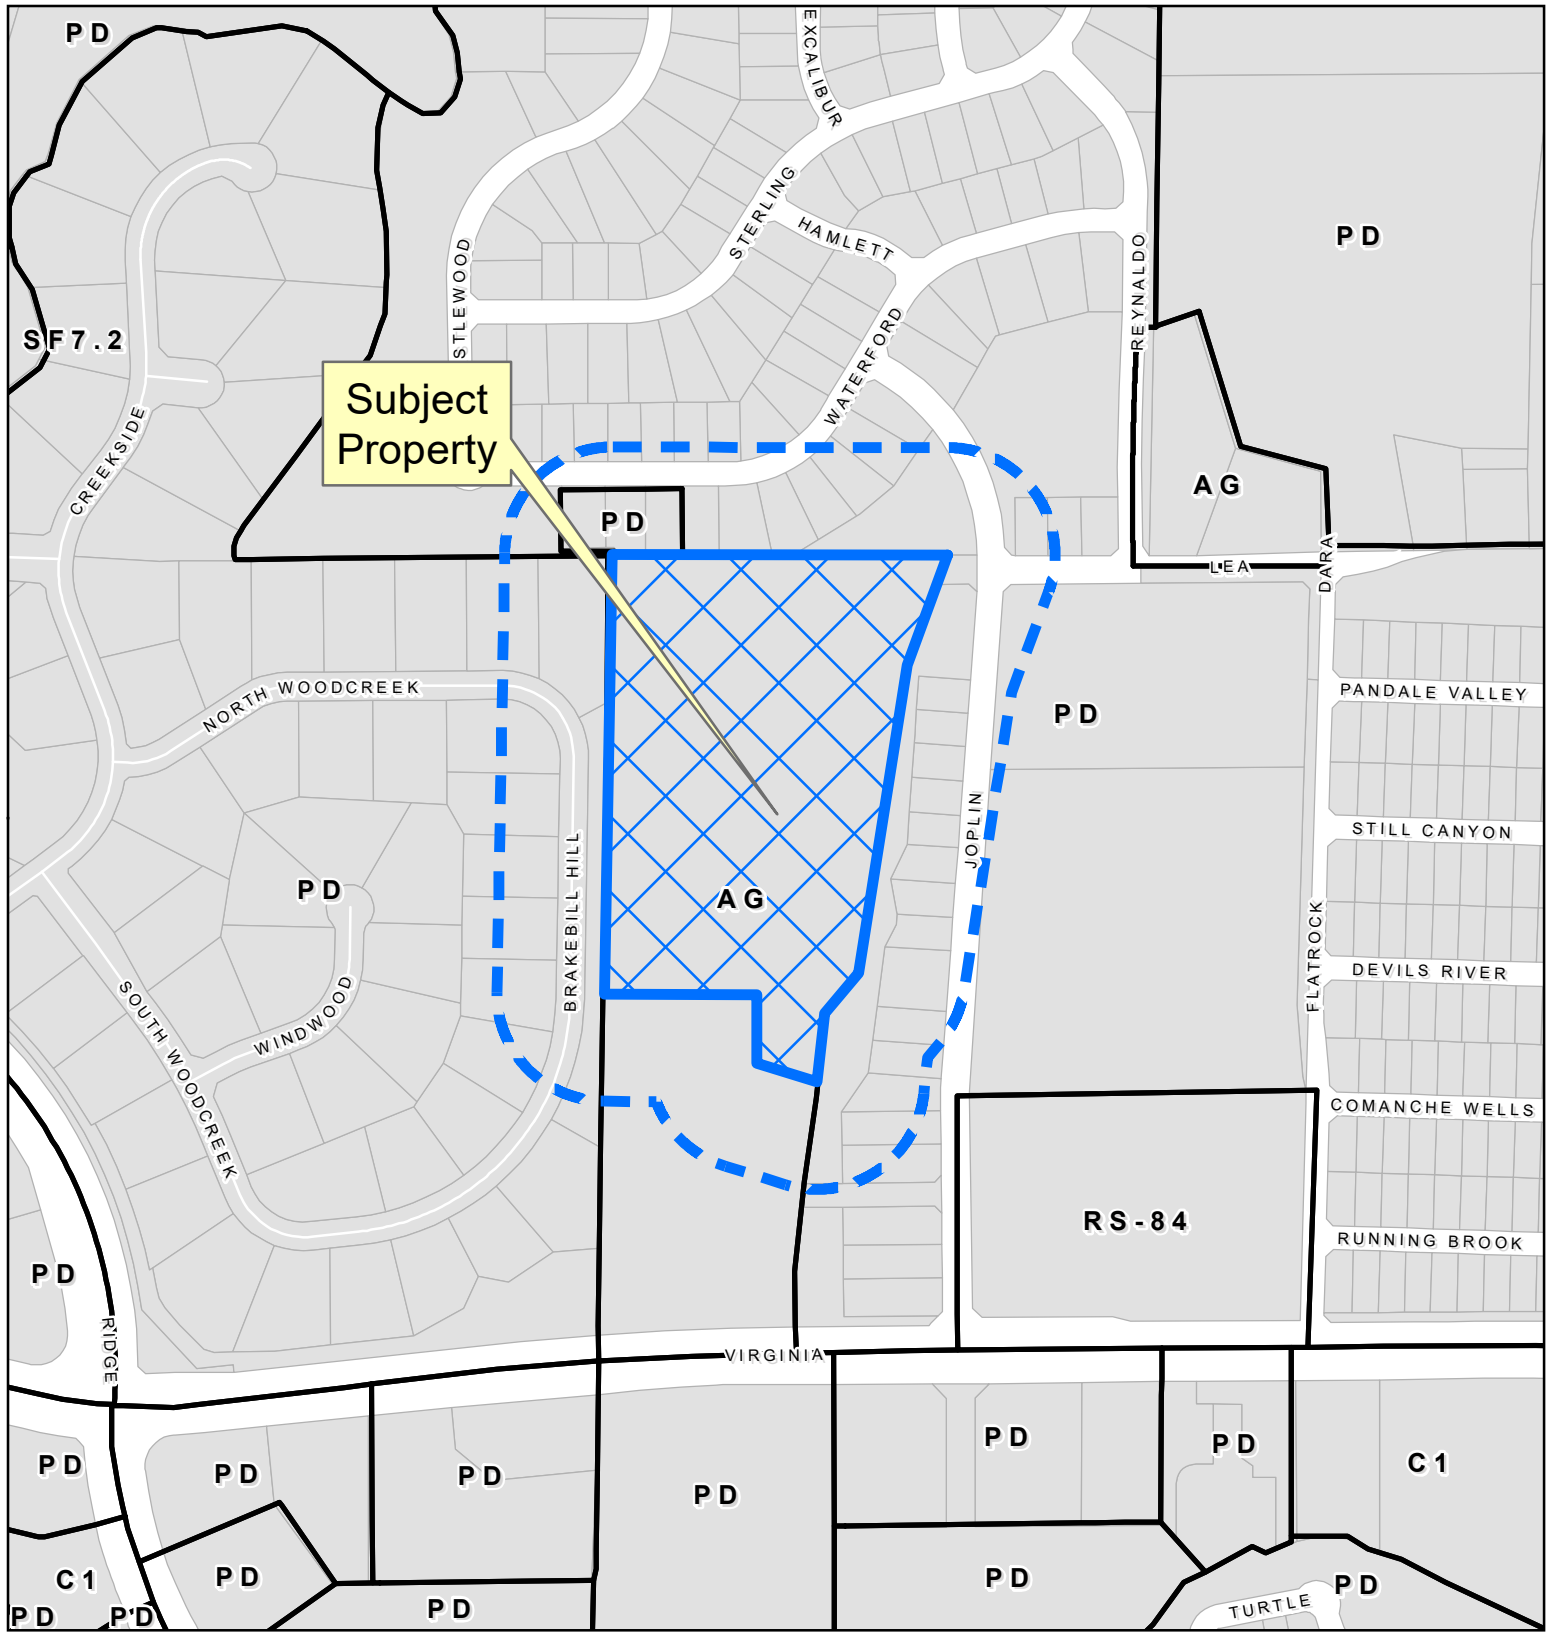 PD
EXCALIBUR
STERLING
HAMLETT
STLEWOOD
REYNALDO
PD
SF7.2
WATERFORD
Subject
Property
CREEKSIDE
AG
PD
LEA
DARA
NORTH WOODCREEK
PANDALE VALLEY
PD
JOPLIN
STILL CANYON
BRAKEBILL HILL
PD
AG
FLATROCK
DEVILS RIVER
SOUTH WOODCREEK
WINDWOOD
COMANCHE WELLS
RS-84
RUNNING BROOK
PD
RIDGE
VIRGINIA
PD
PD
PD
PD
PD
PD
C1
C1
PD
PD
PD
PD
PD
PD
TURTLE